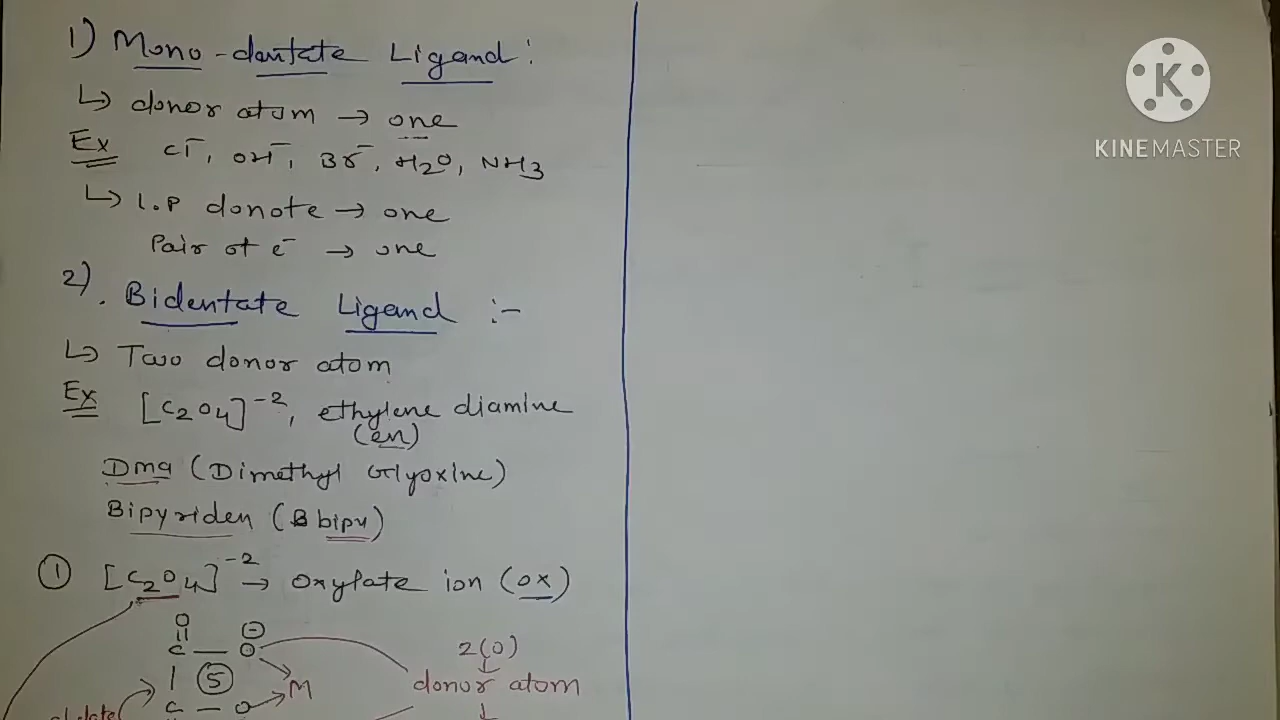 1) Mono-dentate Ligand:
↳ donor atom → one
Ex Cl⁻, OH⁻, Br⁻, H2O, NH3
↳ l.p donote → one
Pair of e⁻ → one
2). Bidentate Ligand :-
↳ Two donor atom
Ex [C2O4]⁻², ethylene diamine
(en)
Dmg (Dimethyl Glyoxine)
Bipyriden (B bipy)
① [C2O4]⁻² → Oxylate ion (ox)
O ⊖
C — O 2(O)
⑤ M donor atom
C — O
K
KINEMASTER